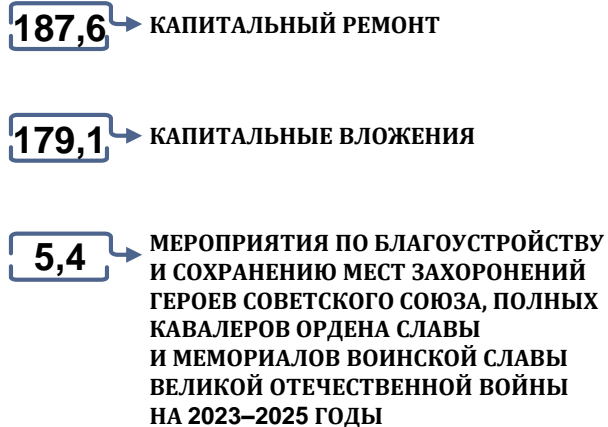 187,6 КАПИТАЛЬНЫЙ РЕМОНТ
179,1 КАПИТАЛЬНЫЕ ВЛОЖЕНИЯ
5,4 МЕРОПРИЯТИЯ ПО БЛАГОУСТРОЙСТВУ
И СОХРАНЕНИЮ МЕСТ ЗАХОРОНЕНИЙ
ГЕРОЕВ СОВЕТСКОГО СОЮЗА, ПОЛНЫХ
КАВАЛЕРОВ ОРДЕНА СЛАВЫ
И МЕМОРИАЛОВ ВОИНСКОЙ СЛАВЫ
ВЕЛИКОЙ ОТЕЧЕСТВЕННОЙ ВОЙНЫ
НА 2023–2025 ГОДЫ